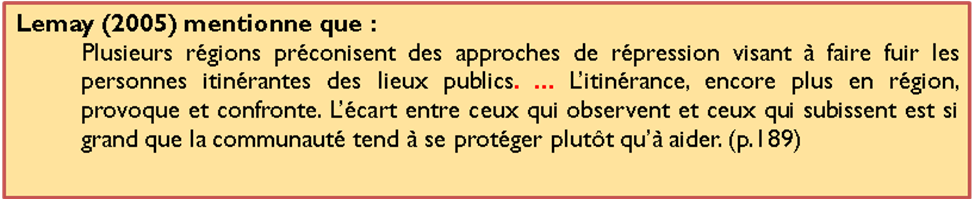 Lemay (2005) mentionne que :
Plusieurs régions préconisent des approches de répression visant à faire fuir les
personnes itinérantes des lieux publics. ... L'itinérance, encore plus en région,
provoque et confronte. L'écart entre ceux qui observent et ceux qui subissent est si
grand que la communauté tend à se protéger plutôt qu'à aider. (p.189)